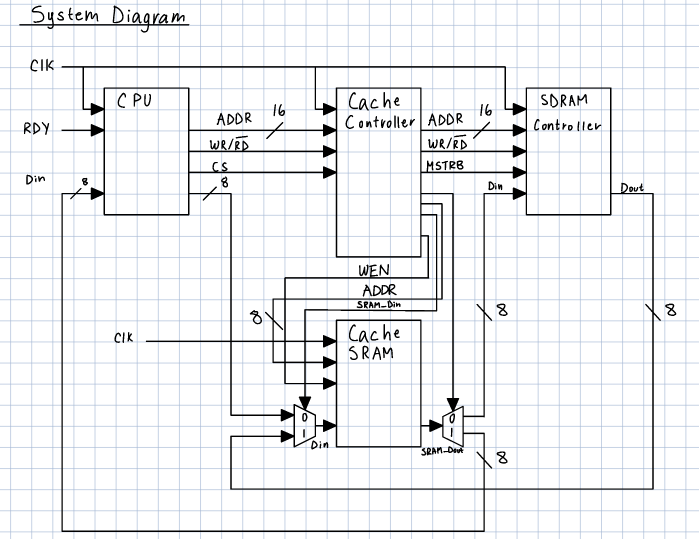 System Diagram
Clk
CPU
Cache
Controller
SDRAM
Controller
RDY
ADDR
16
ADDR
16
WR/R̅D̅
WR/R̅D̅
CS
MSTRB
Din
8
8
Din
Dout
WEN
ADDR
SRAM_Din
8
8
8
Clk
Cache
SRAM
0
1
Din
0
1
SRAM_Dout
8